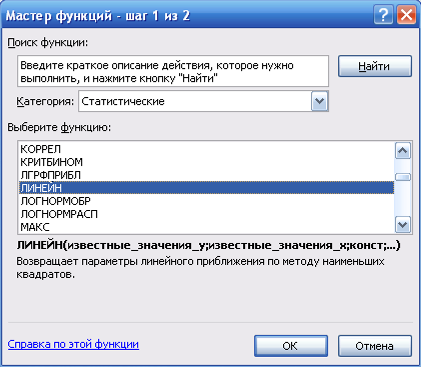 Мастер функций - шаг 1 из 2
Поиск функции:
Введите краткое описание действия, которое нужно
выполнить, и нажмите кнопку "Найти"
Найти
Категория: Статистические
Выберите функцию:
КОРРЕЛ
КРИТБИНОМ
ЛГРФПРИБЛ
ЛИНЕЙН
ЛОГНОРМОБР
ЛОГНОРМРАСП
МАКС
ЛИНЕЙН(известные_значения_y;известные_значения_x;конст;...)
Возвращает параметры линейного приближения по методу наименьших
квадратов.
Справка по этой функции
ОК
Отмена